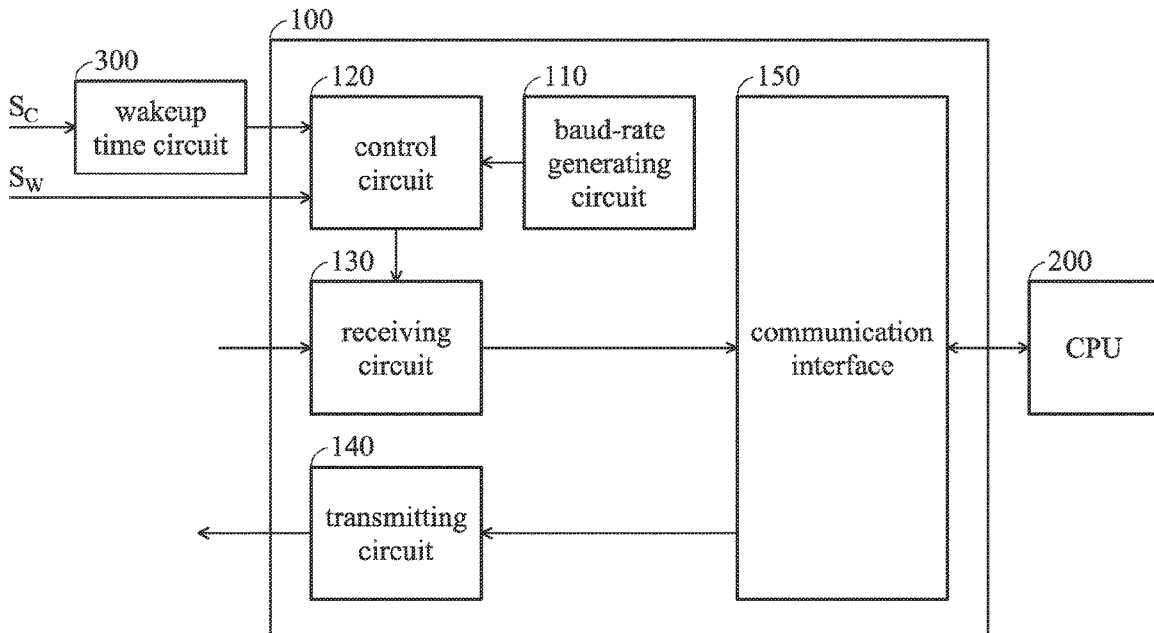 100
300
120
110
150
S_C
wakeup
time circuit
control
circuit
baud-rate
generating
circuit
S_W
130
200
receiving
circuit
communication
interface
CPU
140
transmitting
circuit